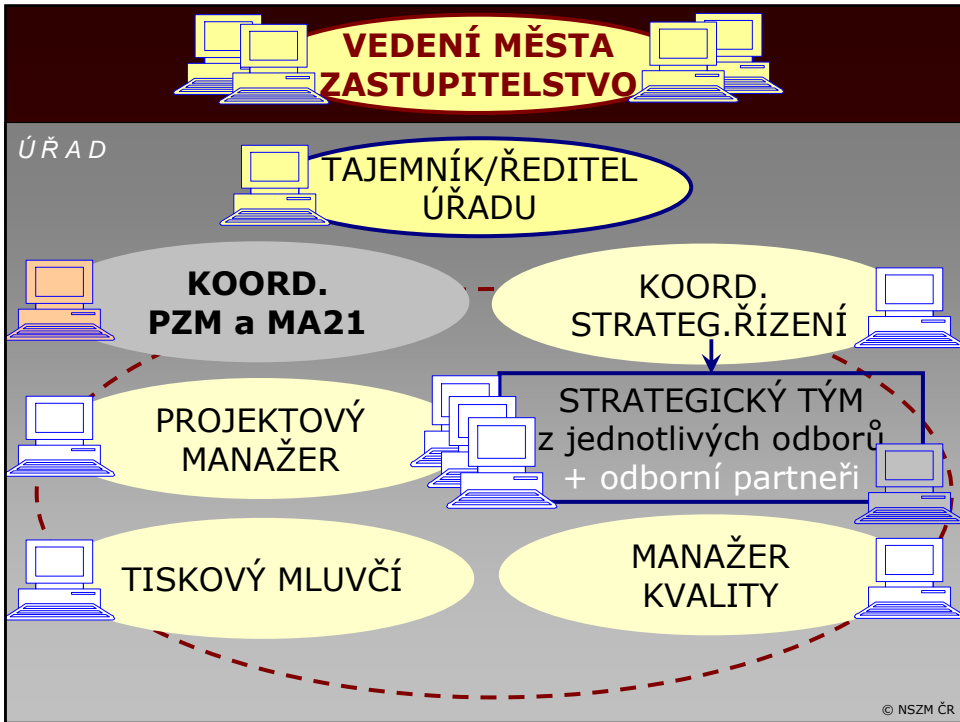 VEDENÍ MĚSTA
ZASTUPITELSTVO
ÚŘAD
TAJEMNÍK/ŘEDITEL
ÚŘADU
KOORD.
PZM a MA21
KOORD.
STRATEG.ŘÍZENÍ
PROJEKTOVÝ
MANAŽER
STRATEGICKÝ TÝM
z jednotlivých odborů
+ odborní partneři
TISKOVÝ MLUVČÍ
MANAŽER
KVALITY
© NSZM ČR